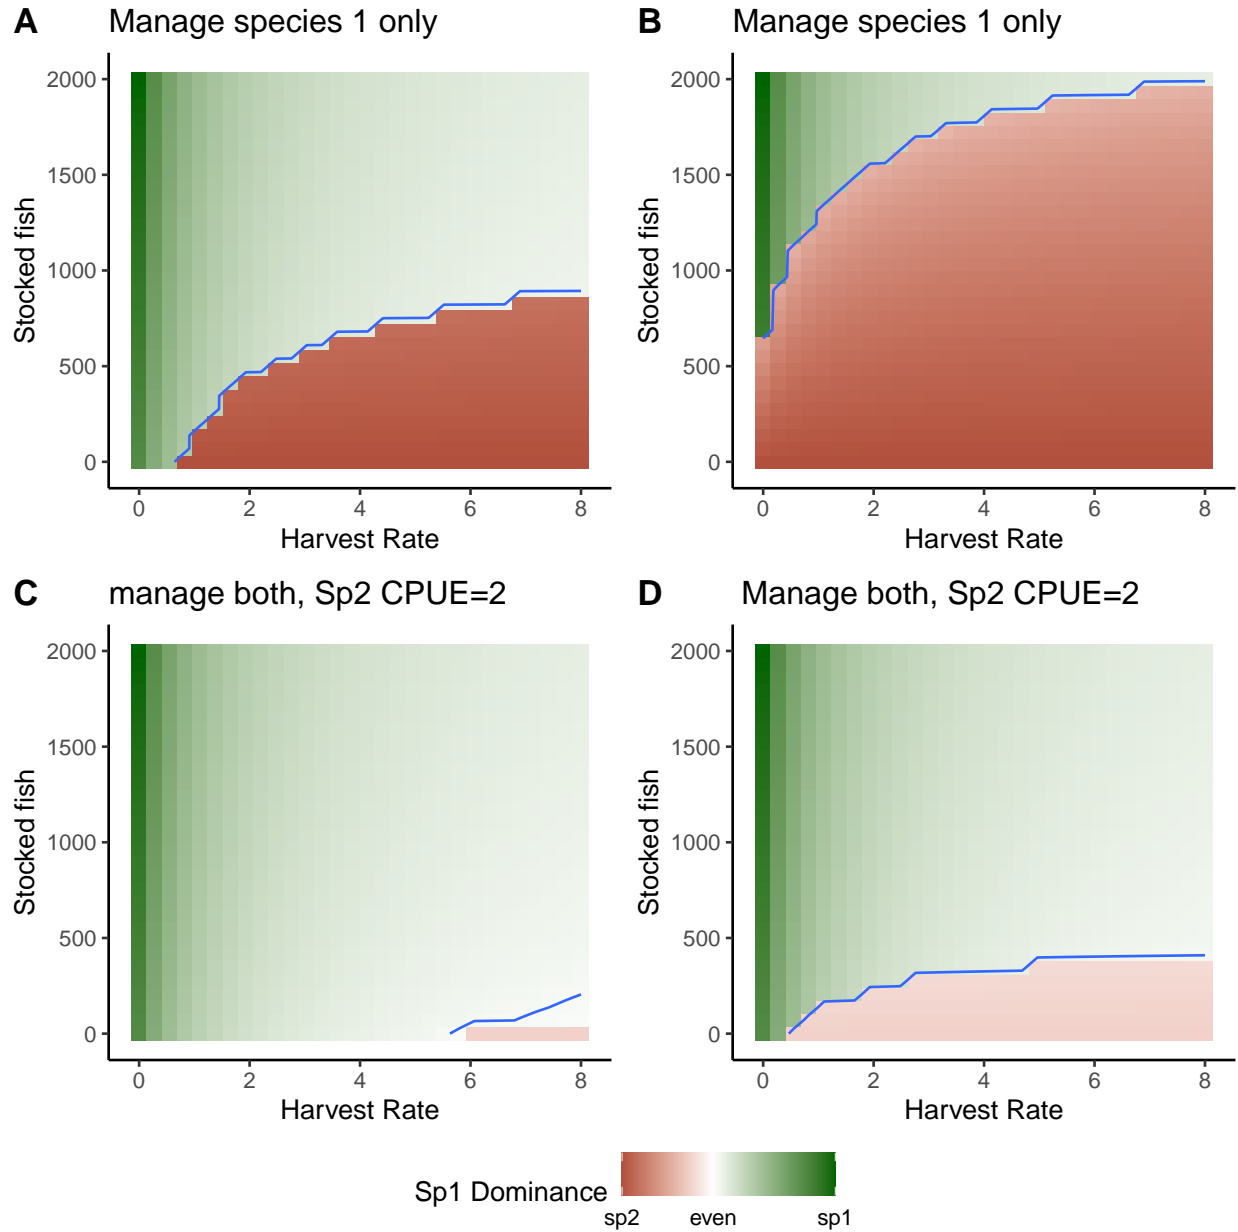 A Manage species 1 only
2000
1500
1000
500
0
Stocked fish
0 2 4 6 8
Harvest Rate
B Manage species 1 only
2000
1500
1000
500
0
Stocked fish
0 2 4 6 8
Harvest Rate
C manage both, Sp2 CPUE=2
2000
1500
1000
500
0
Stocked fish
0 2 4 6 8
Harvest Rate
D Manage both, Sp2 CPUE=2
2000
1500
1000
500
0
Stocked fish
0 2 4 6 8
Harvest Rate
Sp1 Dominance
sp2 even sp1